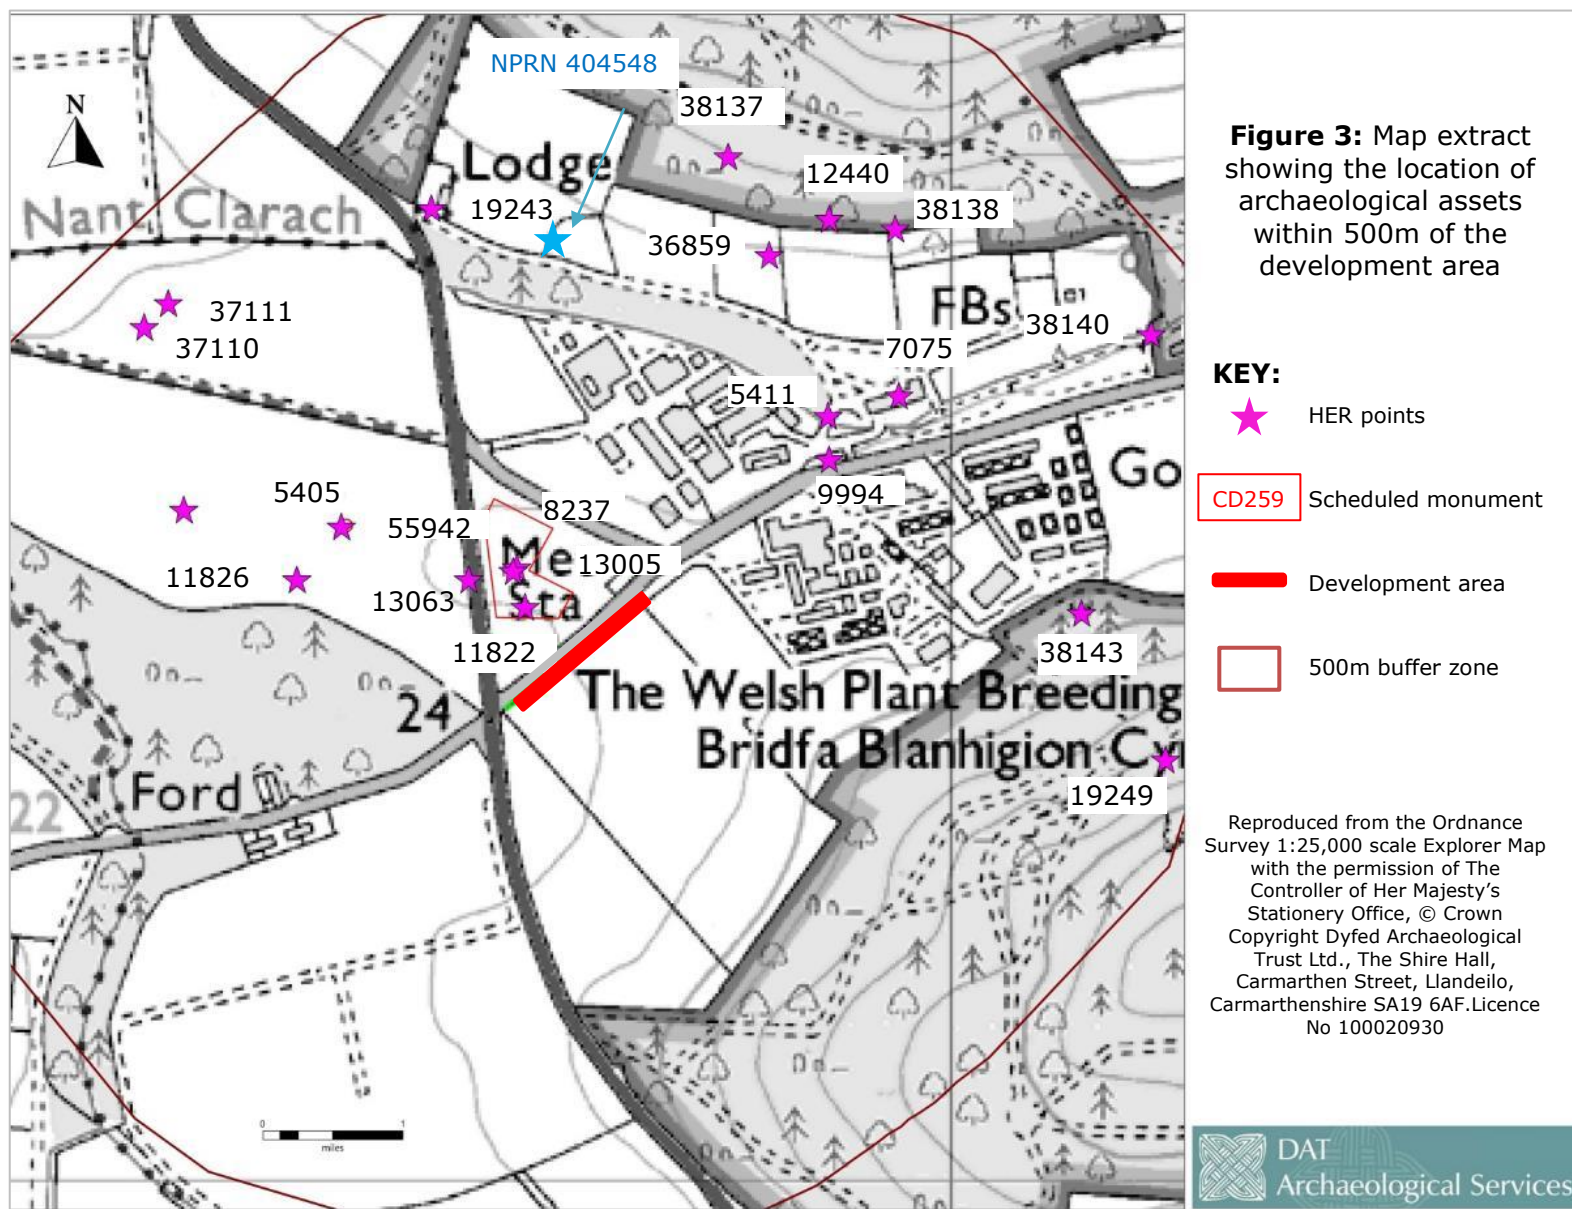 NPRN 404548
38137
N
Lodge
12440
Nant Clarach
19243
38138
36859
FBs
37111
38140
37110
7075
5411
Go
9994
5405
8237
55942
Me
13005
11826
13063
Sta
11822
38143
The Welsh Plant Breeding
24
Bridfa Blanhigion Cy
Ford
22
19249
0
1
miles
Figure 3: Map extract
showing the location of
archaeological assets
within 500m of the
development area
KEY:
HER points
CD259
Scheduled monument
Development area
500m buffer zone
Reproduced from the Ordnance
Survey 1:25,000 scale Explorer Map
with the permission of The
Controller of Her Majesty’s
Stationery Office, © Crown
Copyright Dyfed Archaeological
Trust Ltd., The Shire Hall,
Carmarthen Street, Llandeilo,
Carmarthenshire SA19 6AF.Licence
No 100020930
DAT
Archaeological Services